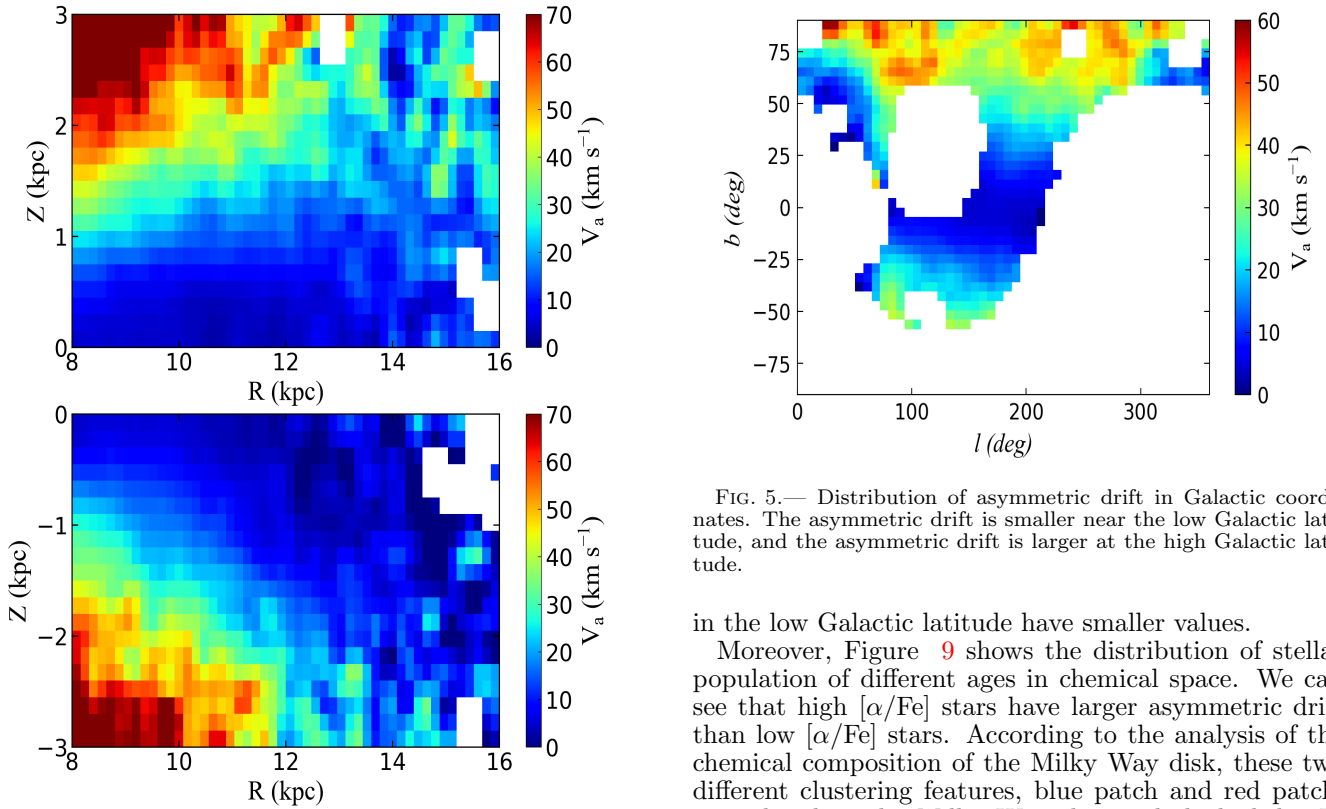 3
2
1
0
8
10
12
14
16
Z (kpc)
R (kpc)
70
60
50
40
30
20
10
0
V_a (km s⁻¹)
0
−1
−2
−3
8
10
12
14
16
Z (kpc)
R (kpc)
70
60
50
40
30
20
10
0
V_a (km s⁻¹)
75
50
25
0
−25
−50
−75
0
100
200
300
b (deg)
l (deg)
60
50
40
30
20
10
0
V_a (km s⁻¹)
Fig. 5.— Distribution of asymmetric drift in Galactic coord
nates. The asymmetric drift is smaller near the low Galactic lat
tude, and the asymmetric drift is larger at the high Galactic lat
tude.
in the low Galactic latitude have smaller values.
Moreover, Figure 9 shows the distribution of stella
population of different ages in chemical space. We ca
see that high [α/Fe] stars have larger asymmetric dri
than low [α/Fe] stars. According to the analysis of th
chemical composition of the Milky Way disk, these tw
different clustering features, blue patch and red patch